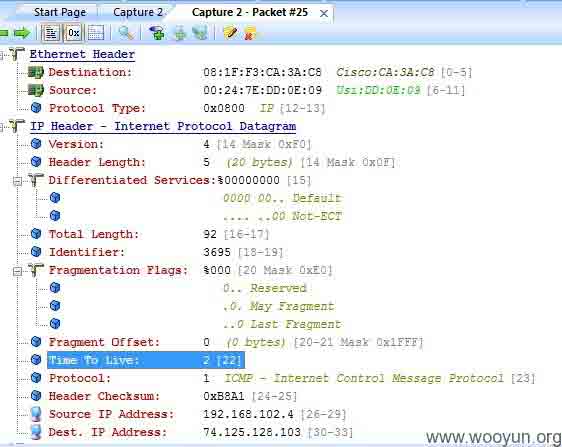 Start Page Capture 2 Capture 2 - Packet #25 ×
Ethernet Header
Destination: 08:1F:F3:CA:3A:C8 Cisco:CA:3A:C8 [0-5]
Source: 00:24:7E:DD:0E:09 Usi:DD:0E:09 [6-11]
Protocol Type: 0x0800 IP [12-13]
IP Header - Internet Protocol Datagram
Version: 4 [14 Mask 0xF0]
Header Length: 5 (20 bytes) [14 Mask 0x0F]
Differentiated Services:%00000000 [15]
0000 00.. Default
.... ..00 Not-ECT
Total Length: 92 [16-17]
Identifier: 3695 [18-19]
Fragmentation Flags: %000 [20 Mask 0xE0]
0.. Reserved
.0. May Fragment
..0 Last Fragment
Fragment Offset: 0 (0 bytes) [20-21 Mask 0x1FFF]
Time To Live: 2 [22]
Protocol: 1 ICMP - Internet Control Message Protocol [23]
Header Checksum: 0xB8A1 [24-25]
Source IP Address: 192.168.102.4 [26-29]
Dest. IP Address: 74.125.128.103 [30-33]
www.wooyun.org